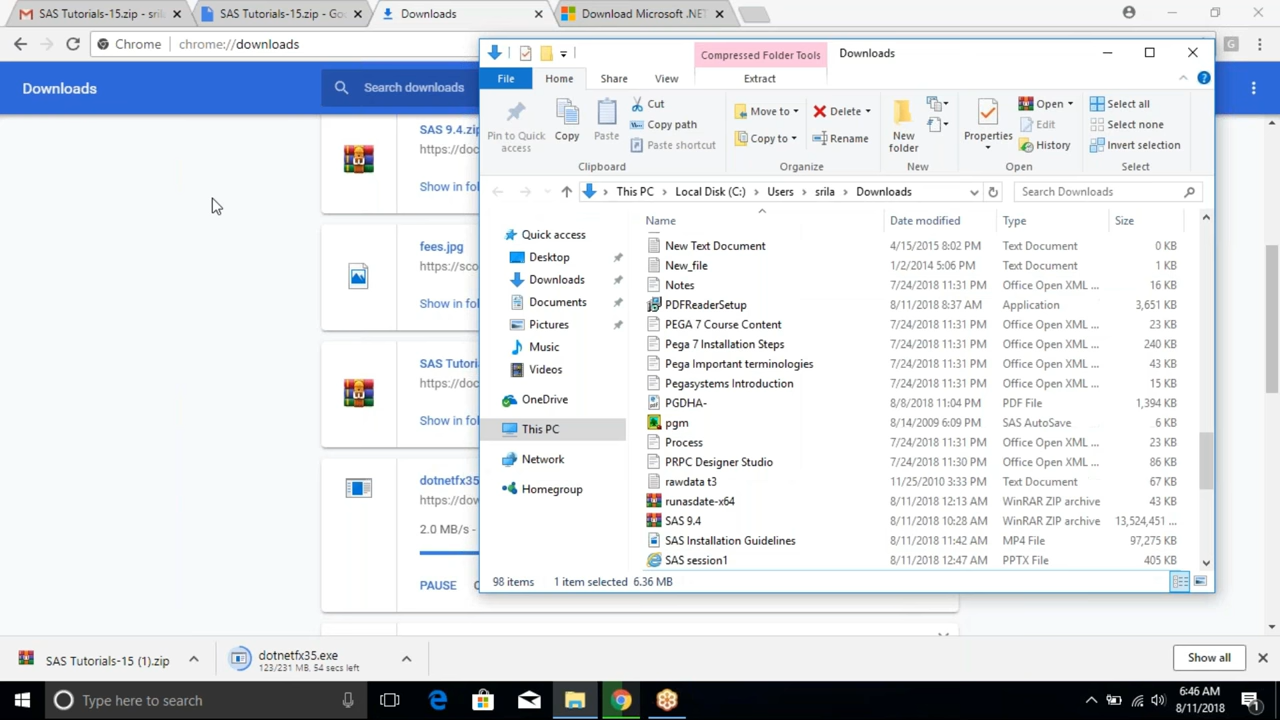 SAS Tutorials-15.zip - srila
SAS Tutorials-15.zip - Goo
Downloads
Download Microsoft .NET
Chrome
chrome://downloads
Downloads
Search downloads
SAS 9.4.zip
https://doc
Show in fol
fees.jpg
https://sco
Show in fol
SAS Tutori
https://doc
Show in fol
dotnetfx35
https://dow
2.0 MB/s -
PAUSE
Compressed Folder Tools
Downloads
File
Home
Share
View
Extract
Pin to Quick access
Copy
Paste
Cut
Copy path
Paste shortcut
Clipboard
Move to
Copy to
Delete
Rename
Organize
New folder
New
Properties
Open
Edit
History
Open
Select all
Select none
Invert selection
Select
This PC > Local Disk (C:) > Users > srila > Downloads
Search Downloads
Quick access
Desktop
Downloads
Documents
Pictures
Music
Videos
OneDrive
This PC
Network
Homegroup
Name Date modified Type Size
New Text Document 4/15/2015 8:02 PM Text Document 0 KB
New_file 1/2/2014 5:06 PM Text Document 1 KB
Notes 7/24/2018 11:31 PM Office Open XML ... 16 KB
PDFReaderSetup 8/11/2018 8:37 AM Application 3,651 KB
PEGA 7 Course Content 7/24/2018 11:31 PM Office Open XML ... 23 KB
Pega 7 Installation Steps 7/24/2018 11:31 PM Office Open XML ... 240 KB
Pega Important terminologies 7/24/2018 11:31 PM Office Open XML ... 43 KB
Pegasystems Introduction 7/24/2018 11:31 PM Office Open XML ... 15 KB
PGDHA- 8/8/2018 11:04 PM PDF File 1,394 KB
pgm 8/14/2009 6:09 PM SAS AutoSave 6 KB
Process 7/24/2018 11:31 PM Office Open XML ... 23 KB
PRPC Designer Studio 7/24/2018 11:30 PM Office Open XML ... 86 KB
rawdata t3 11/25/2010 3:33 PM Text Document 67 KB
runasdate-x64 8/11/2018 12:13 AM WinRAR ZIP archive 43 KB
SAS 9.4 8/11/2018 10:28 AM WinRAR ZIP archive 13,524,451 ...
SAS Installation Guidelines 8/11/2018 11:42 AM MP4 File 97,275 KB
SAS session1 8/11/2018 12:47 AM PPTX File 405 KB
98 items 1 item selected 6.36 MB
SAS Tutorials-15 (1).zip
dotnetfx35.exe
123/231 MB, 54 secs left
Show all
Type here to search
6:46 AM
8/11/2018